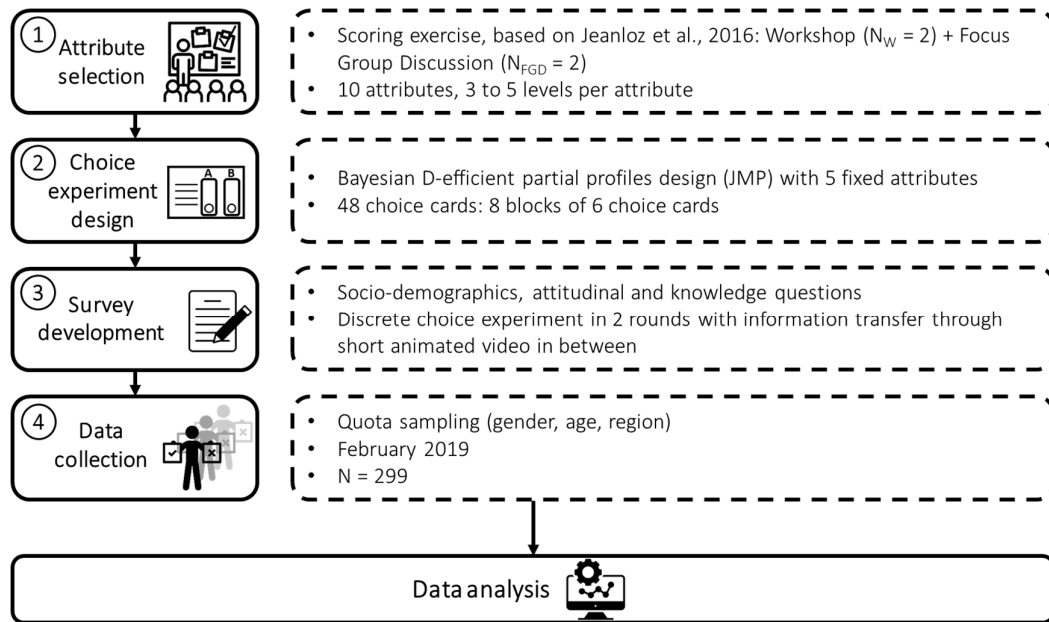 1
Attribute
selection
• Scoring exercise, based on Jeanloz et al., 2016: Workshop (N_W = 2) + Focus
Group Discussion (N_FGD = 2)
• 10 attributes, 3 to 5 levels per attribute
2
Choice
experiment
design
A B
• Bayesian D-efficient partial profiles design (JMP) with 5 fixed attributes
• 48 choice cards: 8 blocks of 6 choice cards
3
Survey
development
• Socio-demographics, attitudinal and knowledge questions
• Discrete choice experiment in 2 rounds with information transfer through
short animated video in between
4
Data
collection
• Quota sampling (gender, age, region)
• February 2019
• N = 299
Data analysis